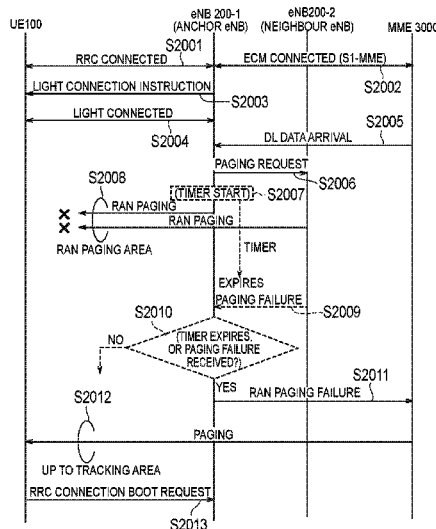 UE100
eNB 200-1
(ANCHOR eNB)
eNB200-2
(NEIGHBOUR eNB)
MME 3000
S2001
RRC CONNECTED
ECM CONNECTED (S1-MME)
S2002
LIGHT CONNECTION INSTRUCTION
S2003
LIGHT CONNECTED
S2004
S2005
DL DATA ARRIVAL
PAGING REQUEST
S2006
S2008
(TIMER START)
S2007
RAN PAGING
RAN PAGING
RAN PAGING AREA
TIMER
EXPIRES
PAGING FAILURE
S2009
S2010
NO
(TIMER EXPIRES,
OR PAGING FAILURE
RECEIVED?)
YES
S2011
RAN PAGING FAILURE
S2012
PAGING
UP TO TRACKING AREA
RRC CONNECTION BOOT REQUEST
S2013